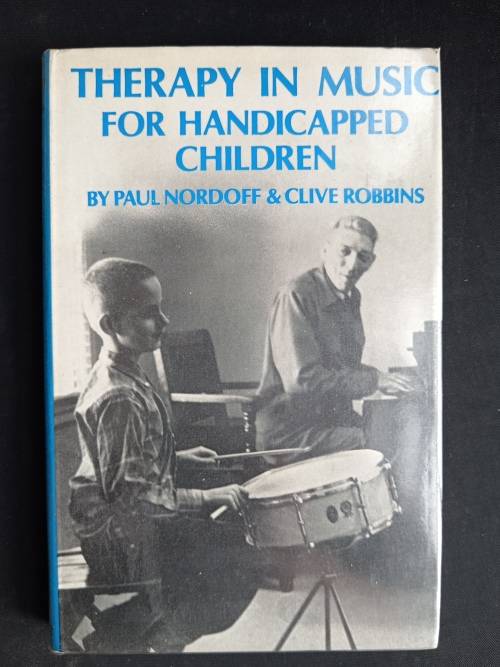 THERAPY IN MUSIC
FOR HANDICAPPED
CHILDREN
BY PAUL NORDOFF & CLIVE ROBBINS